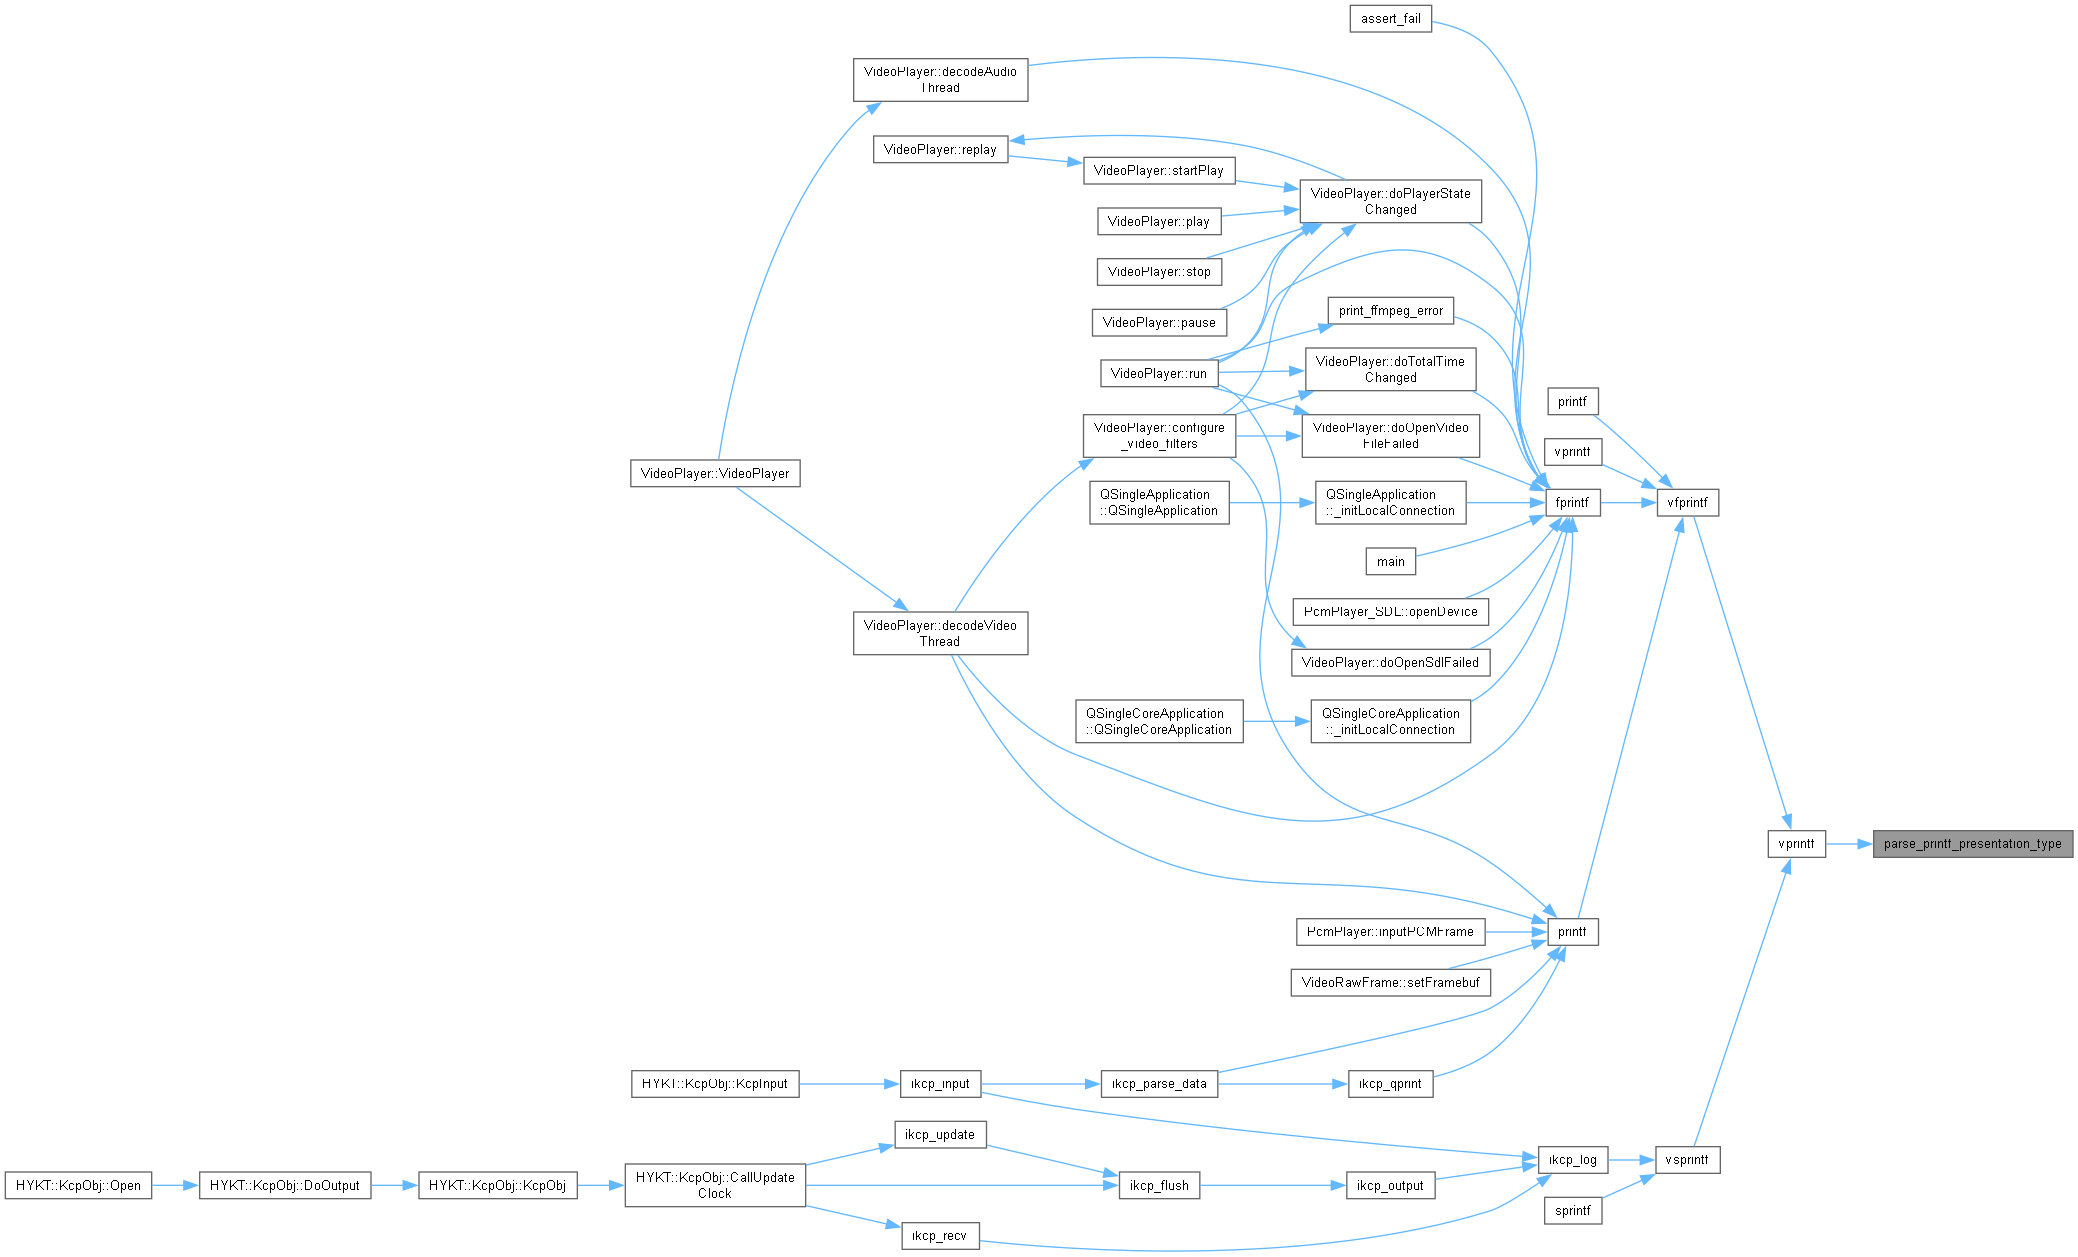 assert_fail
VideoPlayer::decodeAudio
Thread
VideoPlayer::replay
VideoPlayer::startPlay
VideoPlayer::doPlayerState
Changed
VideoPlayer::play
VideoPlayer::stop
VideoPlayer::pause
print_ffmpeg_error
VideoPlayer::run
VideoPlayer::doTotalTime
Changed
printf
VideoPlayer::configure
_video_filters
VideoPlayer::doOpenVideo
FileFailed
vprintf
VideoPlayer::VideoPlayer
QSingleApplication
::QSingleApplication
QSingleApplication
::_initLocalConnection
fprintf
vfprintf
main
PcmPlayer_SDL::openDevice
VideoPlayer::decodeVideo
Thread
VideoPlayer::doOpenSdlFailed
QSingleCoreApplication
::QSingleCoreApplication
QSingleCoreApplication
::_initLocalConnection
vprintf
parse_printf_presentation_type
PcmPlayer::inputPCMFrame
printf
VideoRawFrame::setFramebuf
HYKT::KcpObj::KcpInput
ikcp_input
ikcp_parse_data
ikcp_qprint
ikcp_update
ikcp_log
vsprintf
HYKT::KcpObj::Open
HYKT::KcpObj::DoOutput
HYKT::KcpObj::KcpObj
HYKT::KcpObj::CallUpdate
Clock
ikcp_flush
ikcp_output
sprintf
ikcp_recv